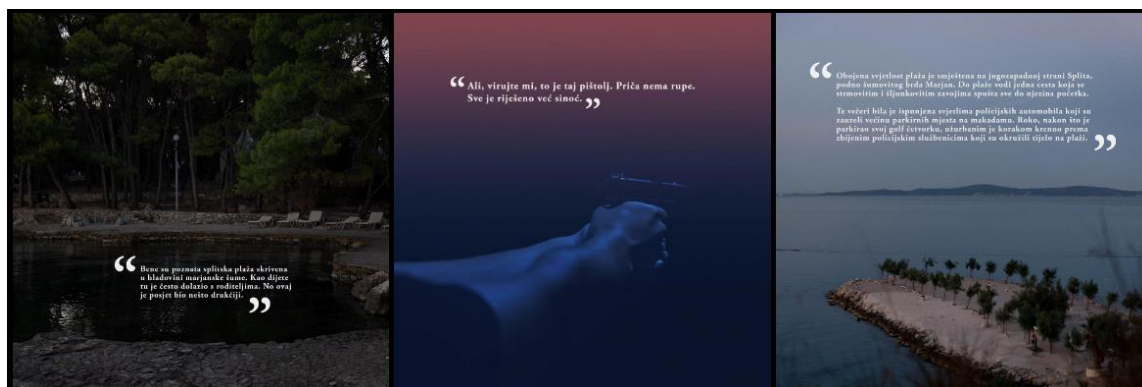 “ Bene su poznata splitska plaža skrivena
u hladovini marjanske šume. Kao dijete
tu je često dolazio s roditeljima. No ovaj
je posjet bio nešto drukčiji. ”
“ Ali, virujte mi, to je taj pištolj. Priča nema rupe.
Sve je riješeno već sinoć. ”
“ Obojena svjetlost plaža je smještena na jugozapadnoj strani Splita,
podno šumovitog brda Marjan. Do plaže vodi jedna cesta koja se
strmovitim i šiljonkovitim zavojima spušta sve do njezina početka.
Te večeri bila je ispunjena svjetlima policijskih automobila koji su
zauzeli većinu parkirnih mjesta na makadamu. Roko, nakon što je
parkirao svoj golf četvorku, užurbanim je korakom krenuo prema
zbijenim policijskim službenicima koji su okružili tijelo na plaži. ”